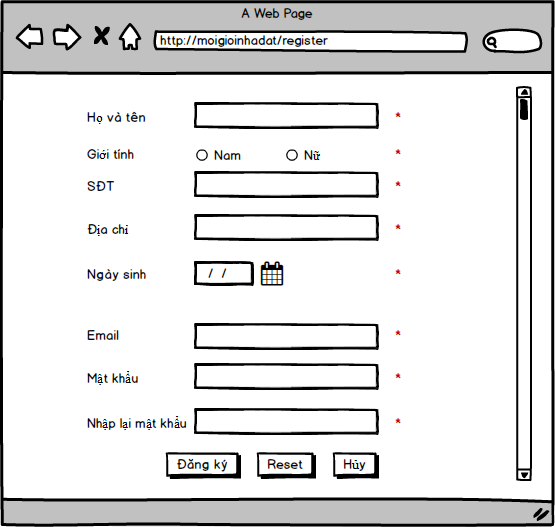 A Web Page
http://moigioinhadat/register
Họ và tên *
Giới tính Nam Nữ *
SĐT *
Địa chỉ *
Ngày sinh / / *
Email *
Mật khẩu *
Nhập lại mật khẩu *
Đăng ký Reset Hủy